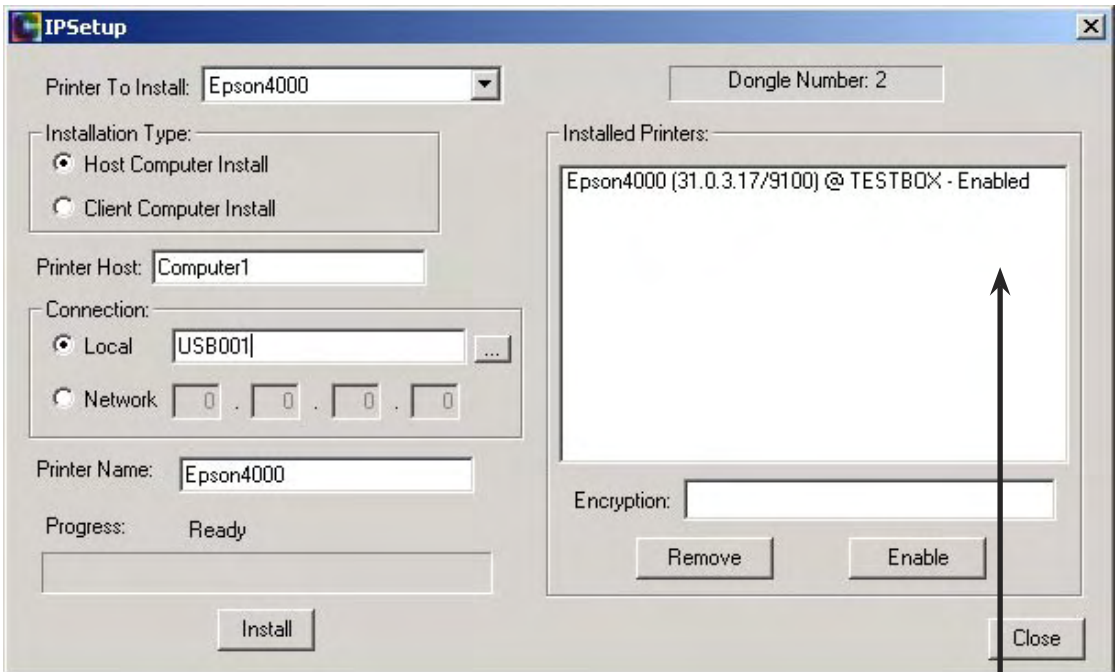 IPSetup
Printer To Install: Epson4000
Dongle Number: 2
Installation Type:
Host Computer Install
Client Computer Install
Printer Host: Computer1
Connection:
Local USB001 ...
Network 0 . 0 . 0 . 0
Printer Name: Epson4000
Progress: Ready
Install
Installed Printers:
Epson4000 (31.0.3.17/9100) @ TESTBOX - Enabled
Encryption:
Remove Enable
Close